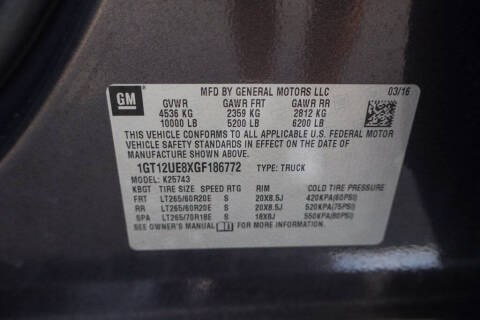 MFD BY GENERAL MOTORS LLC 03/16
GM
GVWR GAWR FRT GAWR RR
4536 KG 2359 KG 2812 KG
10000 LB 5200 LB 6200 LB
THIS VEHICLE CONFORMS TO ALL APPLICABLE U.S. FEDERAL MOTOR
VEHICLE SAFETY STANDARDS IN EFFECT ON THE DATE OF
MANUFACTURE SHOWN ABOVE.
1GT12UE8XGF186772 TYPE: TRUCK
MODEL: K25743
KBGT TIRE SIZE SPEED RTG RIM COLD TIRE PRESSURE
FRT LT265/60R20E S 20X8.5J 420KPA(60PSI)
RR LT265/60R20E S 20X8.5J 520KPA(75PSI)
SPA LT265/70R18E S 18X8J 550KPA(80PSI)
SEE OWNER'S MANUAL FOR MORE INFORMATION.